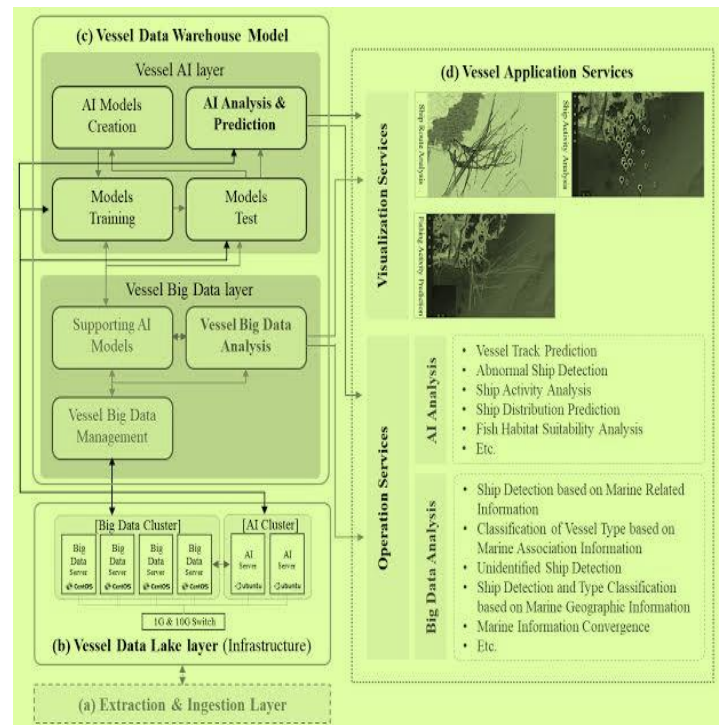 (c) Vessel Data Warehouse Model
Vessel AI layer
AI Models
Creation
AI Analysis &
Prediction
Models
Training
Models
Test
Vessel Big Data layer
Supporting AI
Models
Vessel Big Data
Analysis
Vessel Big Data
Management
[Big Data Cluster]
[AI Cluster]
Big
Data
Server
CentOS
Big
Data
Server
CentOS
Big
Data
Server
CentOS
Big
Data
Server
CentOS
AI
Server
ubuntu
AI
Server
ubuntu
1G & 10G Switch
(b) Vessel Data Lake layer (Infrastructure)
(a) Extraction & Ingestion Layer
(d) Vessel Application Services
Visualization Services
Ship Route Analysis
Ship Activity Analysis
Fishing Activity Prediction
Operation Services
AI Analysis
• Vessel Track Prediction
• Abnormal Ship Detection
• Ship Activity Analysis
• Ship Distribution Prediction
• Fish Habitat Suitability Analysis
• Etc.
Big Data Analysis
• Ship Detection based on Marine Related
Information
• Classification of Vessel Type based on
Marine Association Information
• Unidentified Ship Detection
• Ship Detection and Type Classification
based on Marine Geographic Information
• Marine Information Convergence
• Etc.